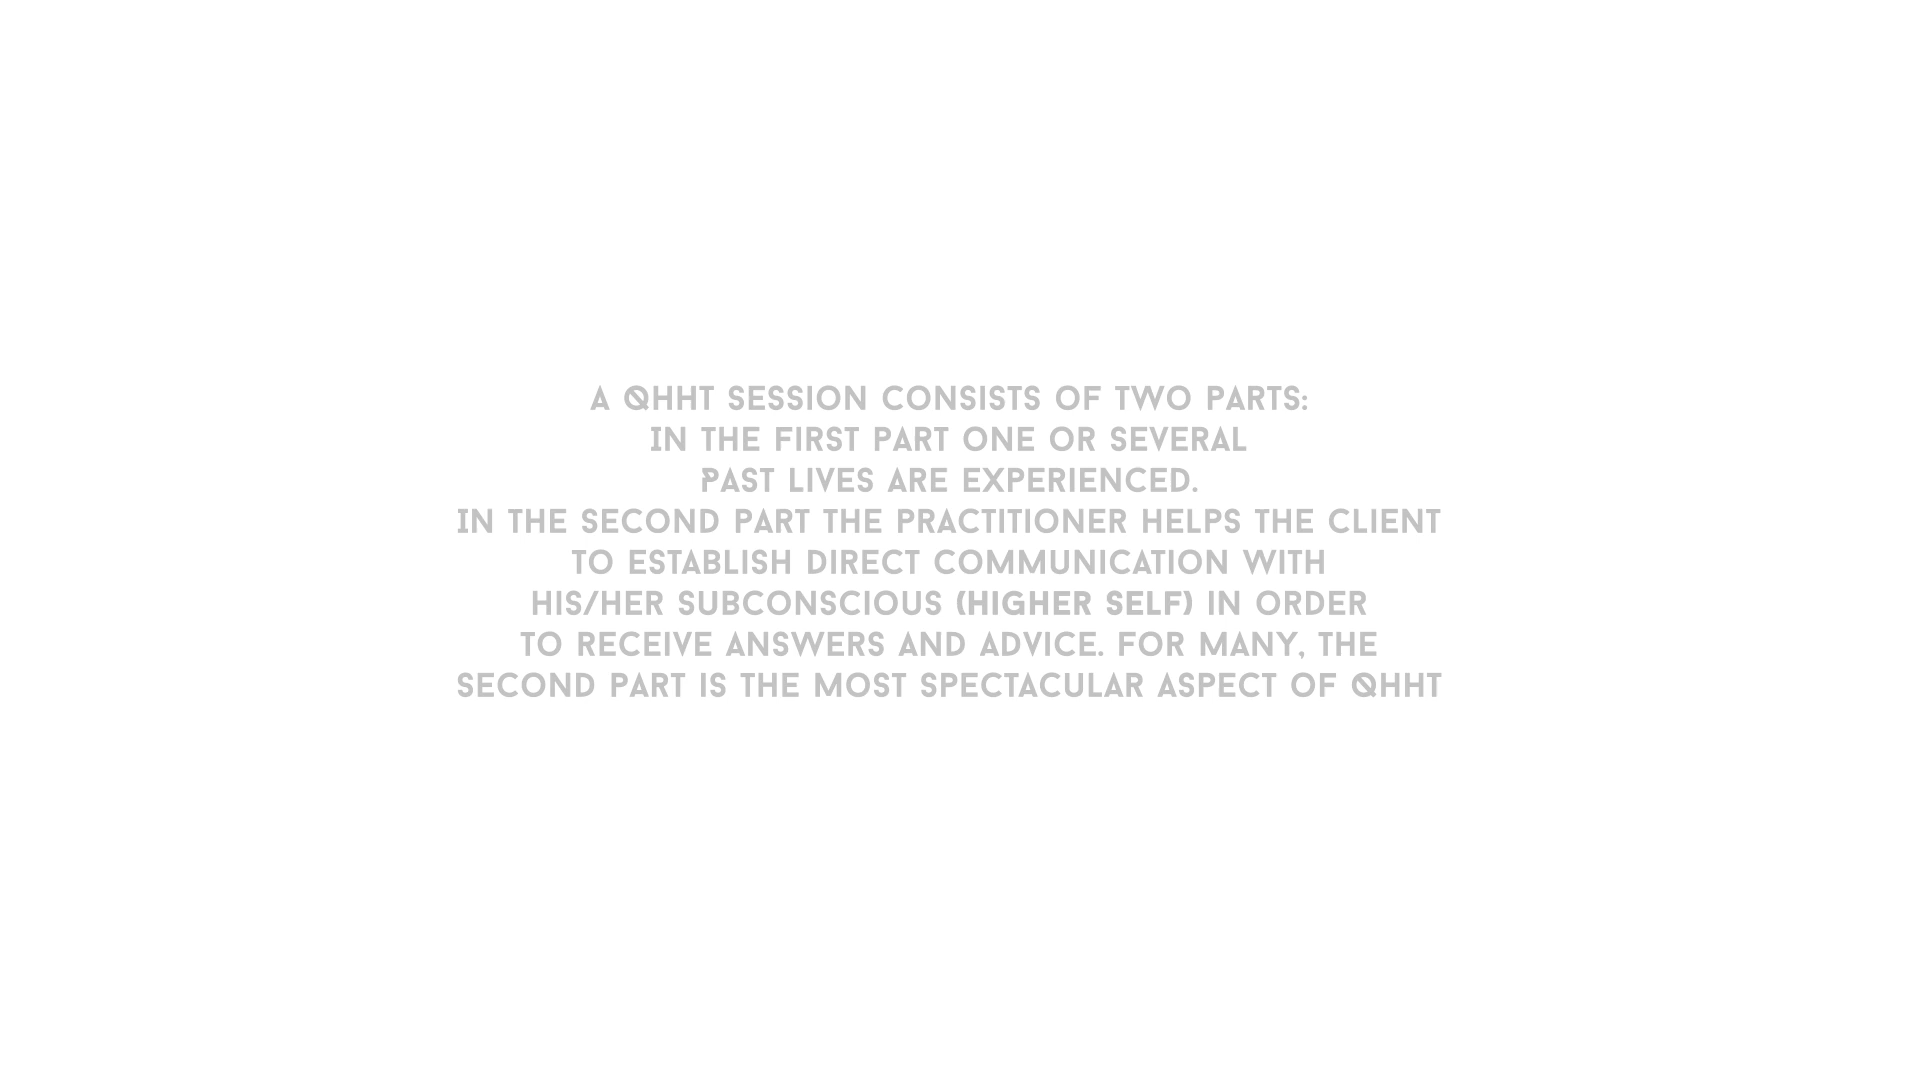 A QHHT SESSION CONSISTS OF TWO PARTS:
IN THE FIRST PART ONE OR SEVERAL
PAST LIVES ARE EXPERIENCED.
IN THE SECOND PART THE PRACTITIONER HELPS THE CLIENT
TO ESTABLISH DIRECT COMMUNICATION WITH
HIS/HER SUBCONSCIOUS (HIGHER SELF) IN ORDER
TO RECEIVE ANSWERS AND ADVICE. FOR MANY, THE
SECOND PART IS THE MOST SPECTACULAR ASPECT OF QHHT